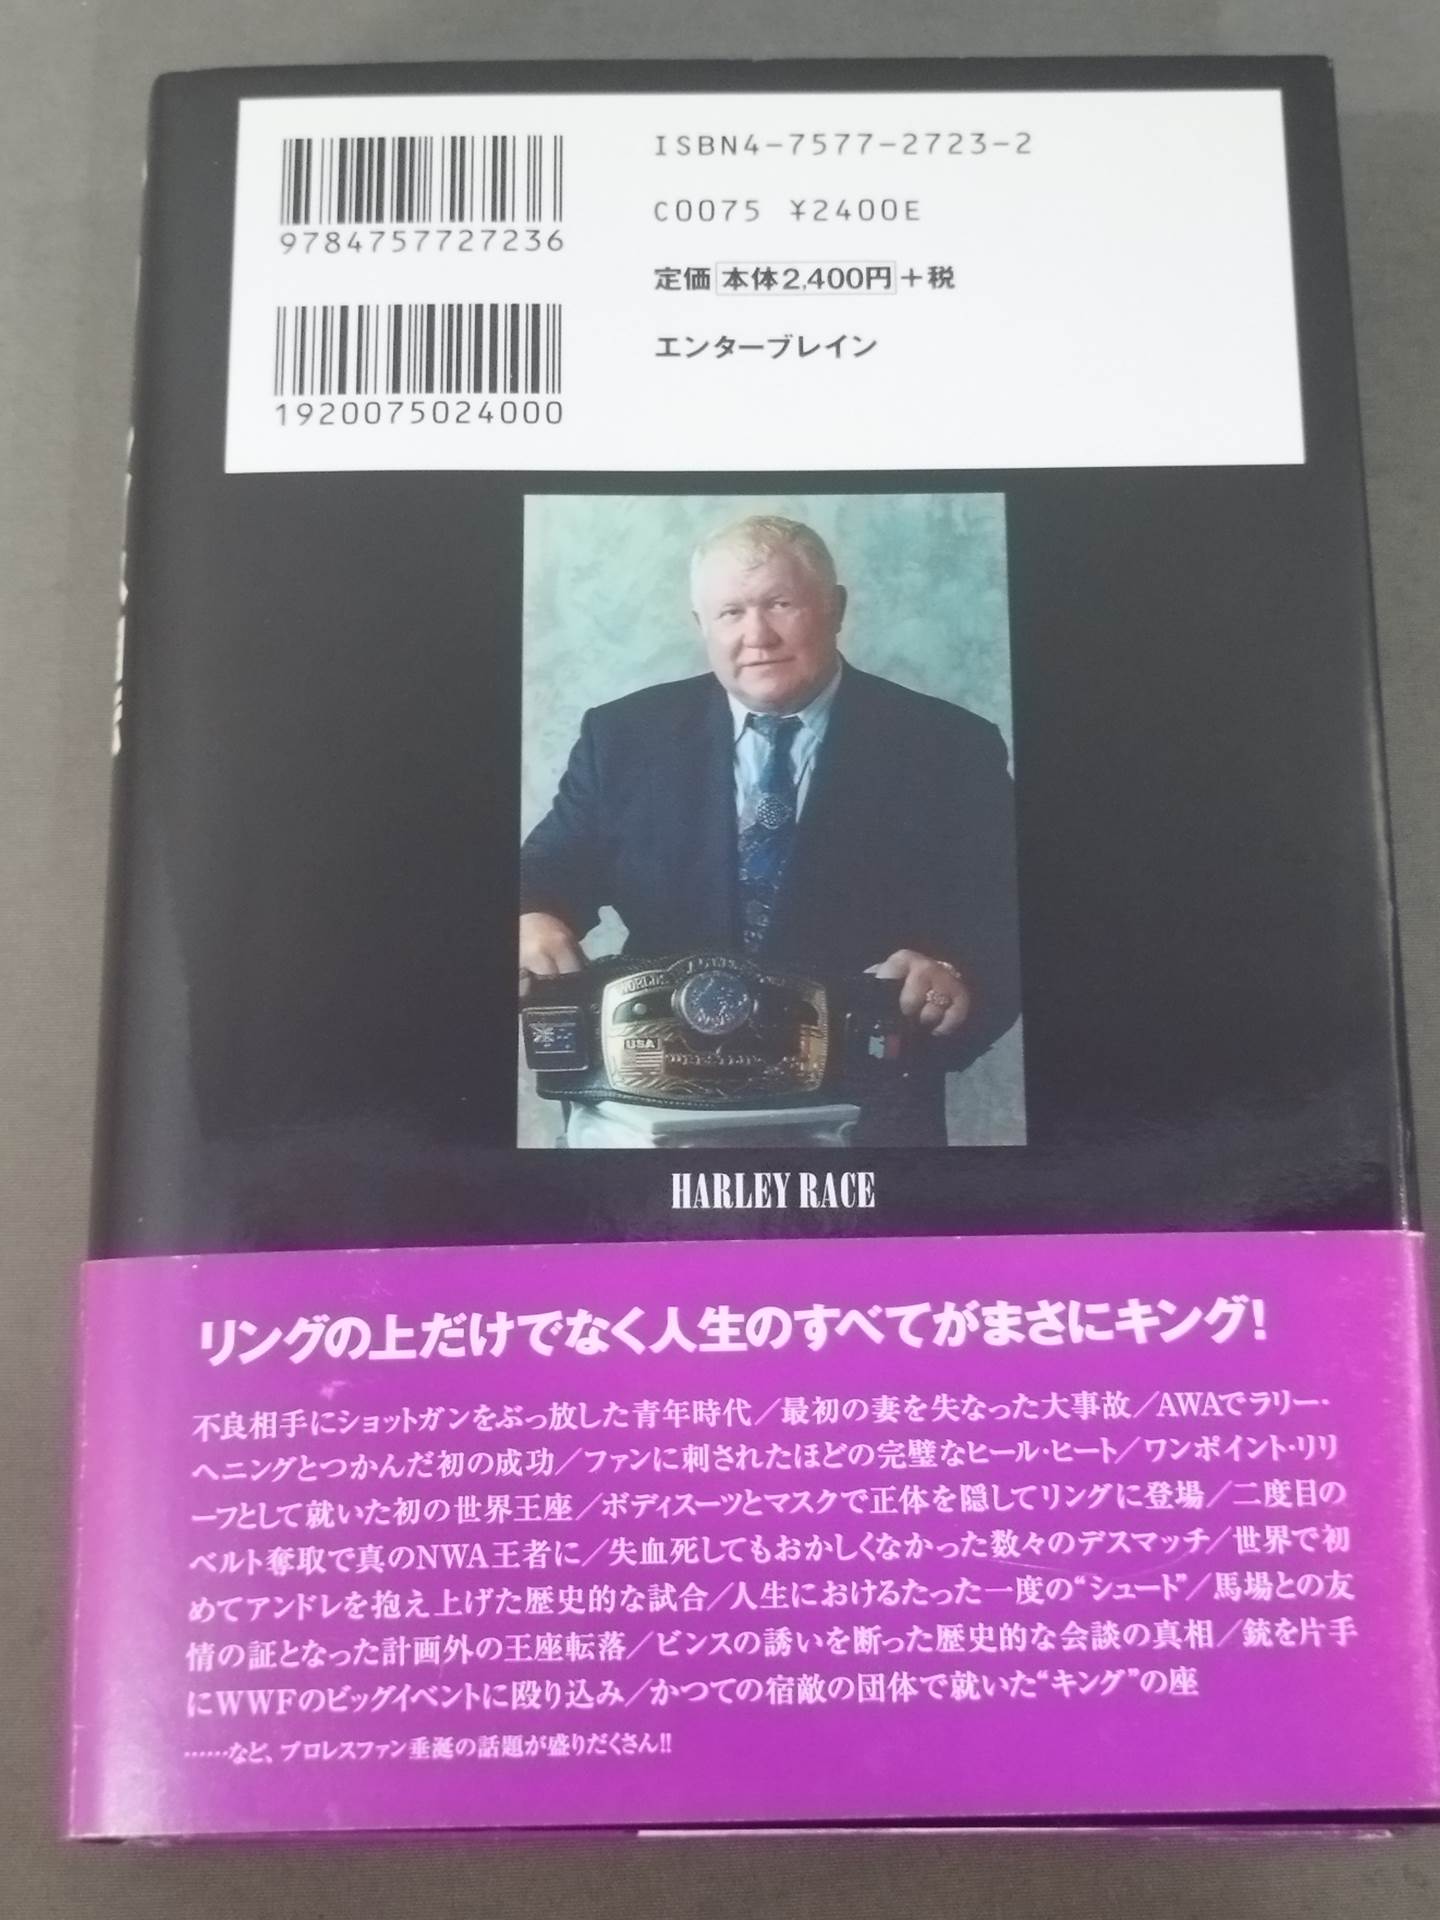 ISBN4-7577-2723-2
C0075 ¥2400E
定価 本体2,400円+税
エンターブレイン
9784757727236
1920075024000
USA
HARLEY RACE
リングの上だけでなく人生のすべてがまさにキング!
不良相手にショットガンをぶっ放した青年時代/最初の妻を失なった大事故/AWAでラリー・
ヘニングとつかんだ初の成功/ファンに刺されたほどの完璧なヒール・ヒート/ワンポイント・リリ
ーフとして就いた初の世界王座/ボディスーツとマスクで正体を隠してリングに登場/二度目の
ベルト奪取で真のNWA王者に/失血死してもおかしくなかった数々のデスマッチ/世界で初
めてアンドレを抱え上げた歴史的な試合/人生におけるたった一度の“シュート”/馬場との友
情の証となった計画外の王座転落/ビンスの誘いを断った歴史的な会談の真相/銃を片手
にWWFのビッグイベントに殴り込み/かつての宿敵の団体で就いた“キング”の座
……など、プロレスファン垂涎の話題が盛りだくさん!!